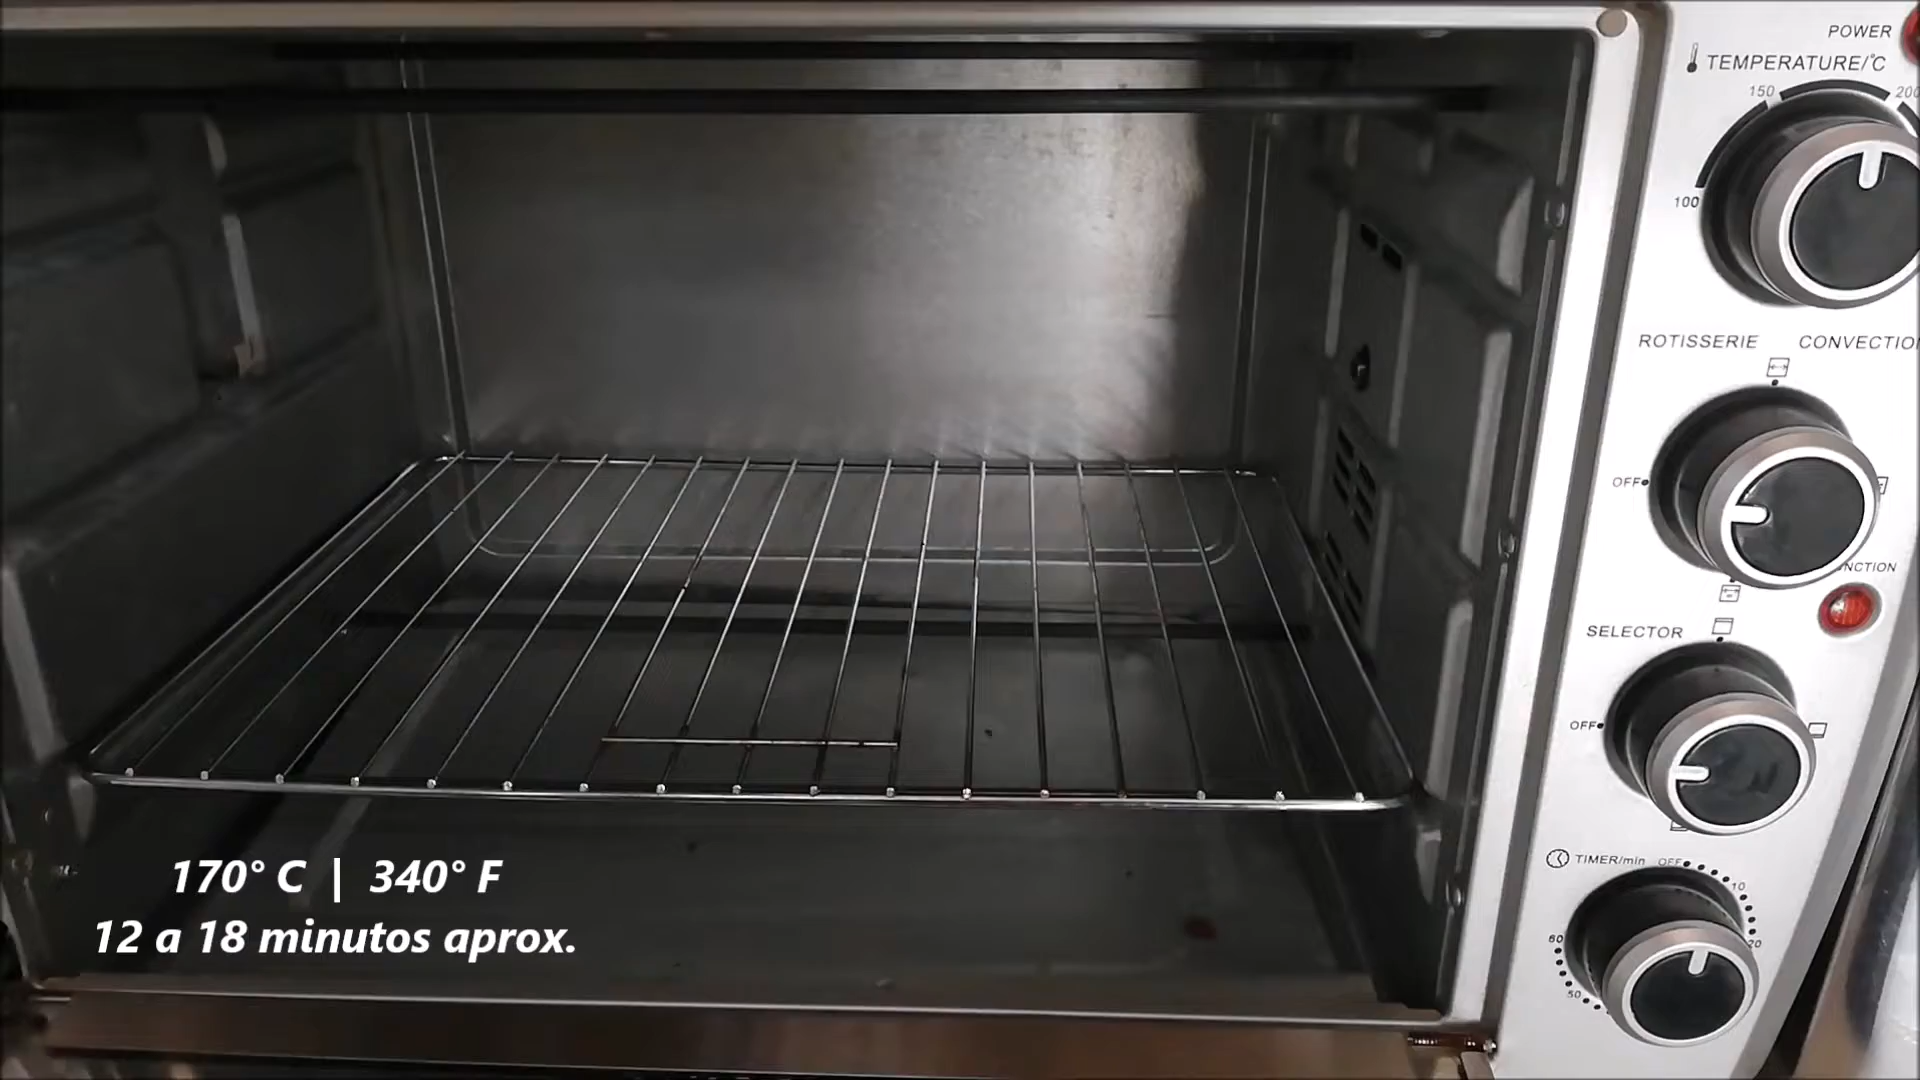 POWER
TEMPERATURE/°C
150
200
100
ROTISSERIE
CONVECTION
OFF
SELECTOR
OFF
TIMER/min
OFF
10
20
60
50
170° C | 340° F
12 a 18 minutos aprox.